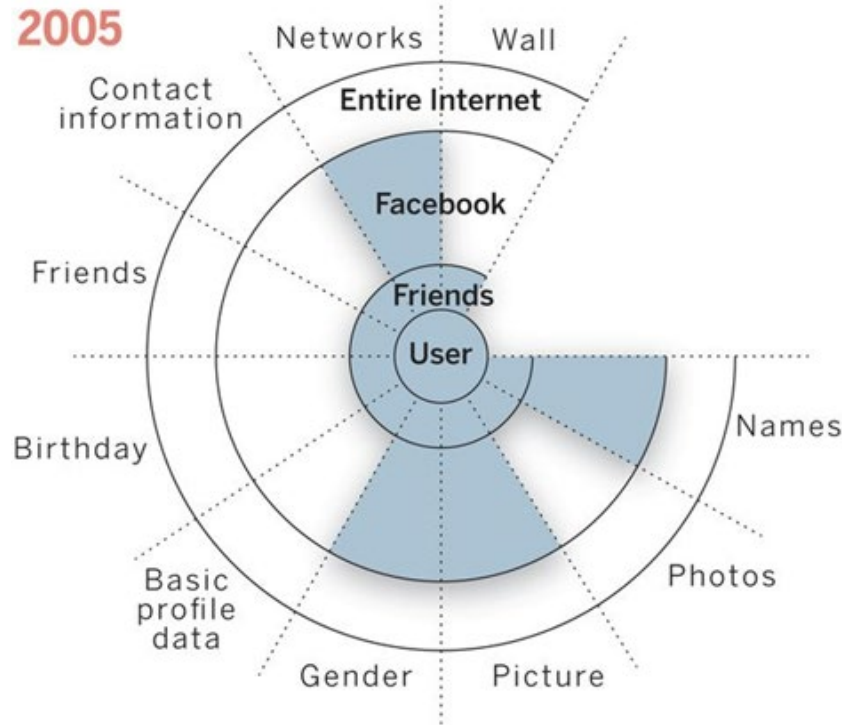 2005
Networks
Wall
Contact
information
Entire Internet
Facebook
Friends
Friends
User
Names
Birthday
Photos
Basic
profile
data
Gender
Picture